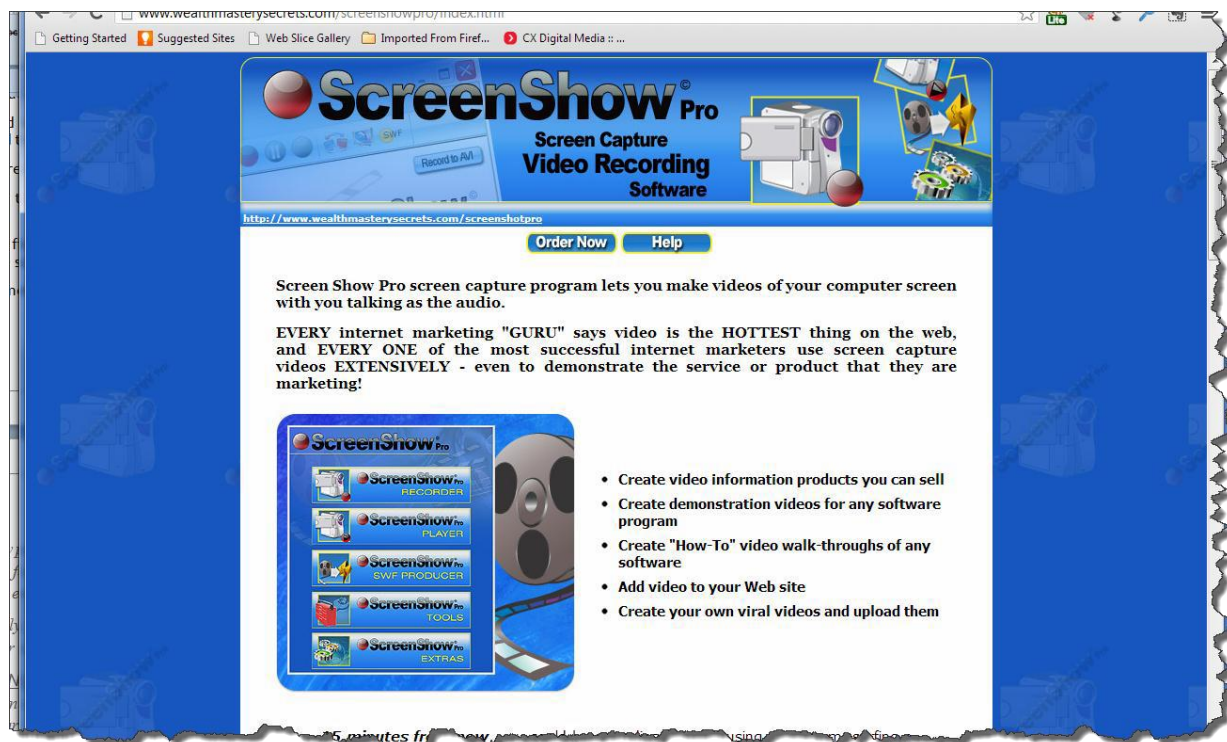 www.wealthmasterysecrets.com/screenshowpro/index.html
Lite
Getting Started Suggested Sites Web Slice Gallery Imported From Firef... CX Digital Media :: ...
ScreenShow© Pro
Screen Capture
Video Recording
Software
SWF
Record to AVI
http://www.wealthmasterysecrets.com/screenshotpro
Order Now Help
Screen Show Pro screen capture program lets you make videos of your computer screen
with you talking as the audio.
EVERY internet marketing "GURU" says video is the HOTTEST thing on the web,
and EVERY ONE of the most successful internet marketers use screen capture
videos EXTENSIVELY - even to demonstrate the service or product that they are
marketing!
ScreenShow Pro
ScreenShow Pro
RECORDER
ScreenShow Pro
PLAYER
ScreenShow Pro
SWF PRODUCER
ScreenShow Pro
TOOLS
ScreenShow Pro
EXTRAS
• Create video information products you can sell
• Create demonstration videos for any software
program
• Create "How-To" video walk-throughs of any
software
• Add video to your Web site
• Create your own viral videos and upload them
15 minutes from now
using